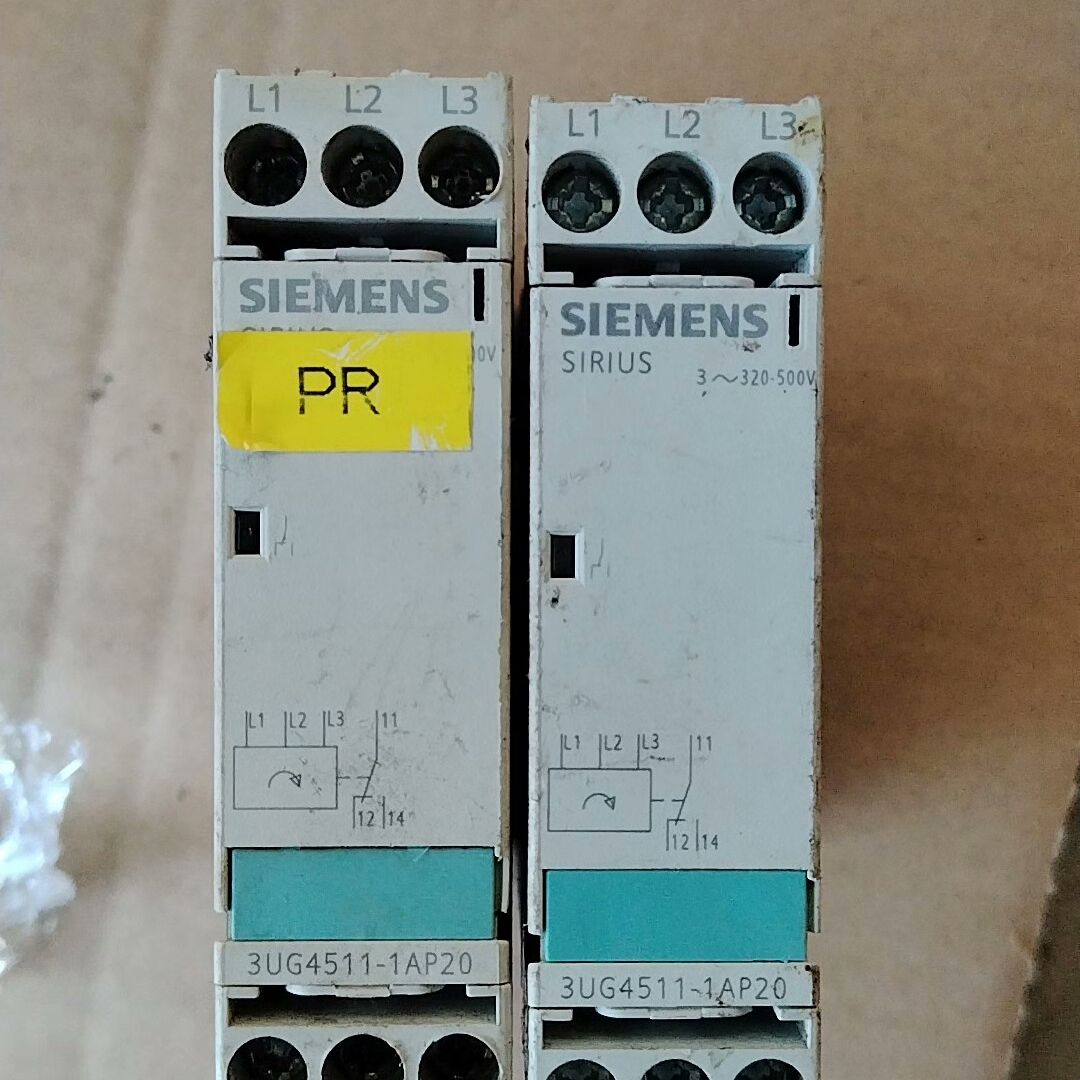 L1 L2 L3
SIEMENS
0V
PR
L1 L2 L3 11
12 14
3UG4511-1AP20
L1 L2 L3
SIEMENS
SIRIUS
3～320-500V
L1 L2 L3 11
12 14
3UG4511-1AP20